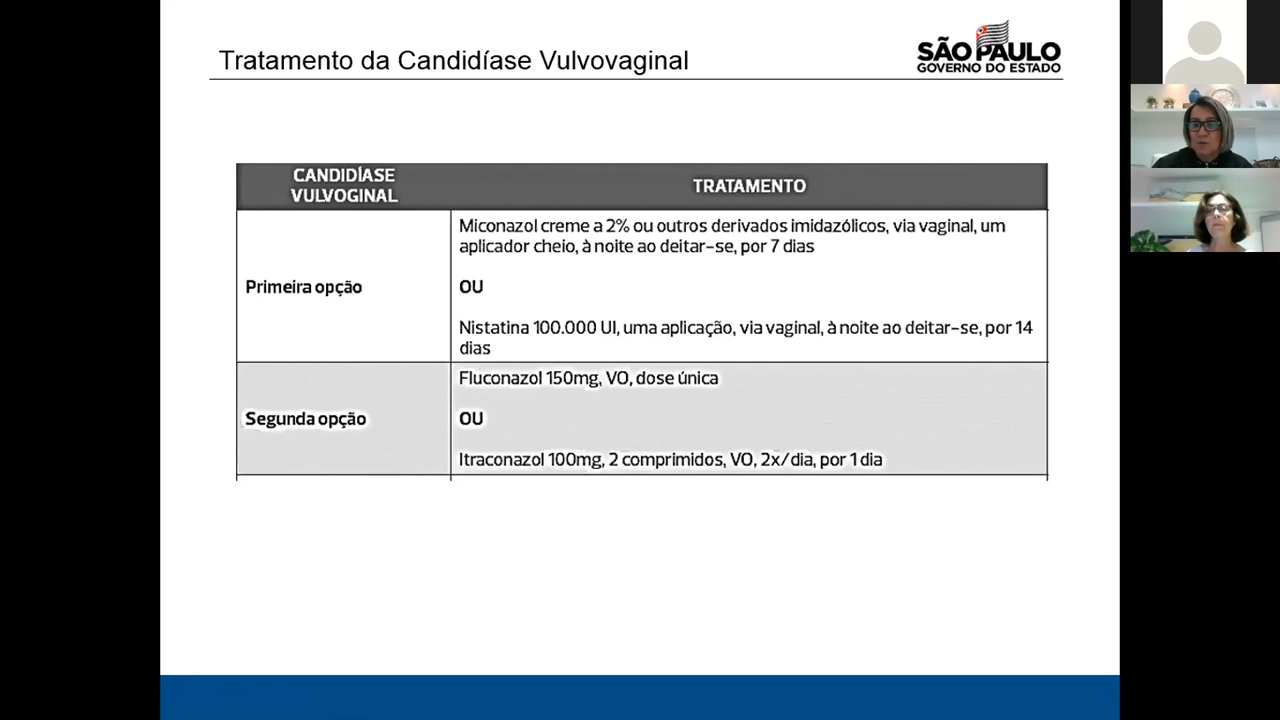 Tratamento da Candidíase Vulvovaginal
SÃO PAULO
GOVERNO DO ESTADO
CANDIDÍASE
VULVOGINAL
TRATAMENTO
Primeira opção
Miconazol creme a 2% ou outros derivados imidazólicos, via vaginal, um
aplicador cheio, à noite ao deitar-se, por 7 dias
OU
Nistatina 100.000 UI, uma aplicação, via vaginal, à noite ao deitar-se, por 14
dias
Segunda opção
Fluconazol 150mg, VO, dose única
OU
Itraconazol 100mg, 2 comprimidos, VO, 2x/dia, por 1 dia